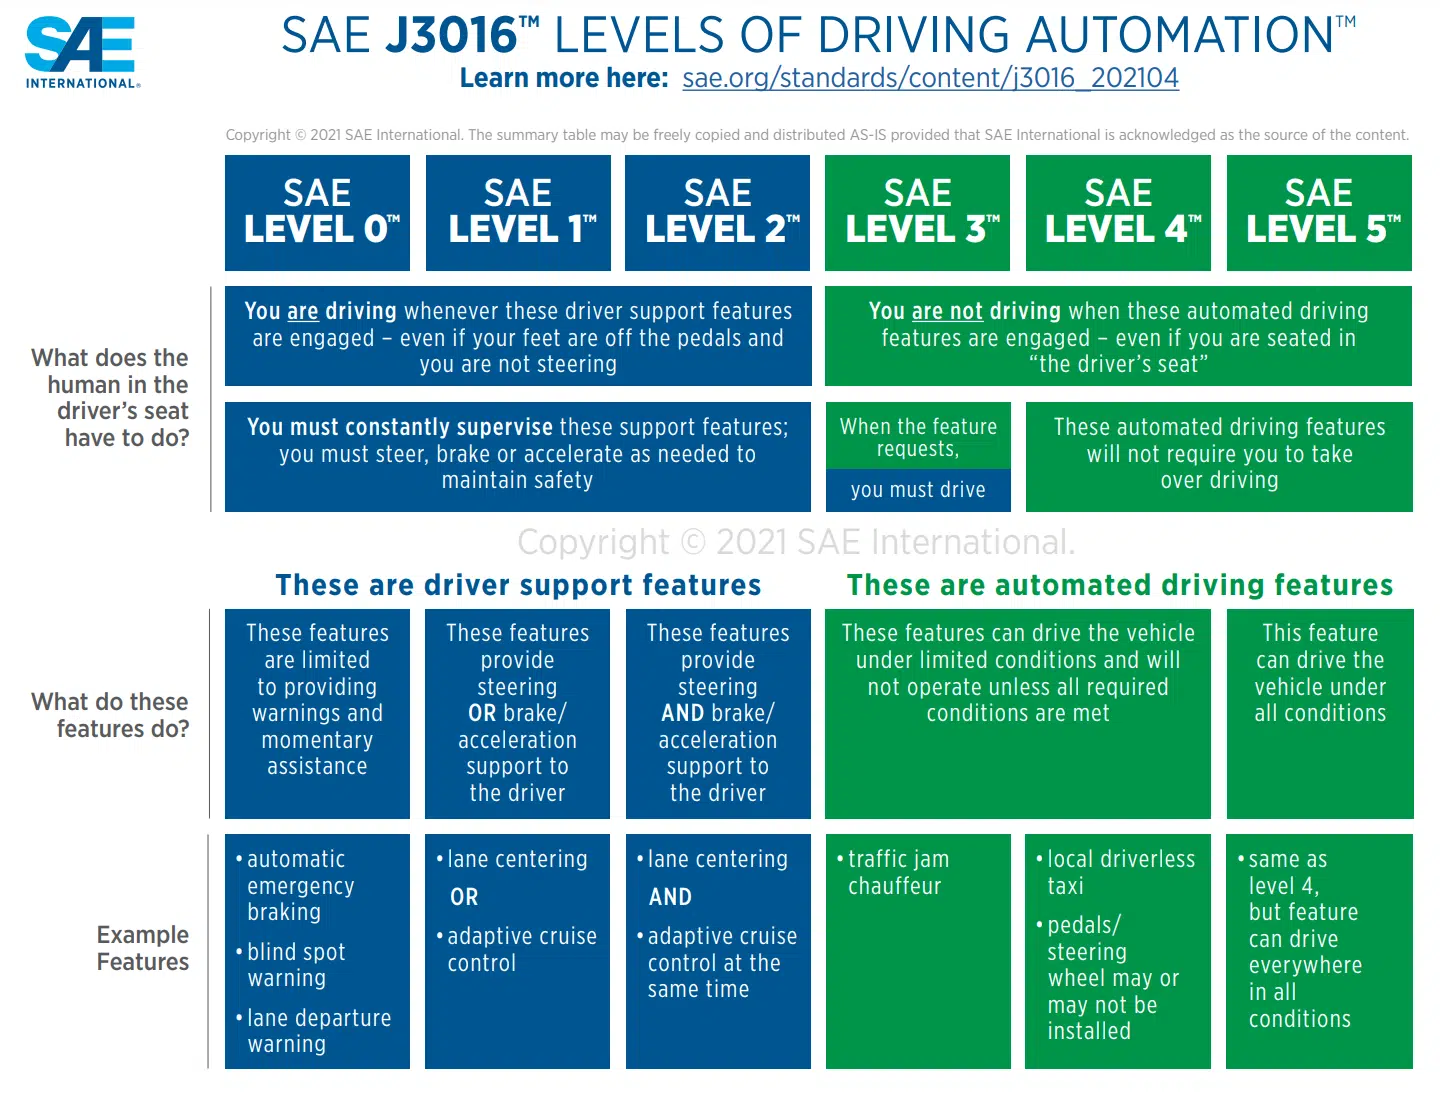 SAE
INTERNATIONAL®
SAE J3016™ LEVELS OF DRIVING AUTOMATION™
Learn more here: sae.org/standards/content/j3016_202104
Copyright © 2021 SAE International. The summary table may be freely copied and distributed AS-IS provided that SAE International is acknowledged as the source of the content.
SAE
LEVEL 0™
SAE
LEVEL 1™
SAE
LEVEL 2™
SAE
LEVEL 3™
SAE
LEVEL 4™
SAE
LEVEL 5™
What does the
human in the
driver's seat
have to do?
You are driving whenever these driver support features
are engaged – even if your feet are off the pedals and
you are not steering
You are not driving when these automated driving
features are engaged – even if you are seated in
“the driver's seat”
You must constantly supervise these support features;
you must steer, brake or accelerate as needed to
maintain safety
When the feature
requests,
you must drive
These automated driving features
will not require you to take
over driving
Copyright © 2021 SAE International.
These are driver support features
These are automated driving features
What do these
features do?
These features
are limited
to providing
warnings and
momentary
assistance
These features
provide
steering
OR brake/
acceleration
support to
the driver
These features
provide
steering
AND brake/
acceleration
support to
the driver
These features can drive the vehicle
under limited conditions and will
not operate unless all required
conditions are met
This feature
can drive the
vehicle under
all conditions
Example
Features
• automatic
emergency
braking
• blind spot
warning
• lane departure
warning
• lane centering
OR
• adaptive cruise
control
• lane centering
AND
• adaptive cruise
control at the
same time
• traffic jam
chauffeur
• local driverless
taxi
• pedals/
steering
wheel may or
may not be
installed
• same as
level 4,
but feature
can drive
everywhere
in all
conditions